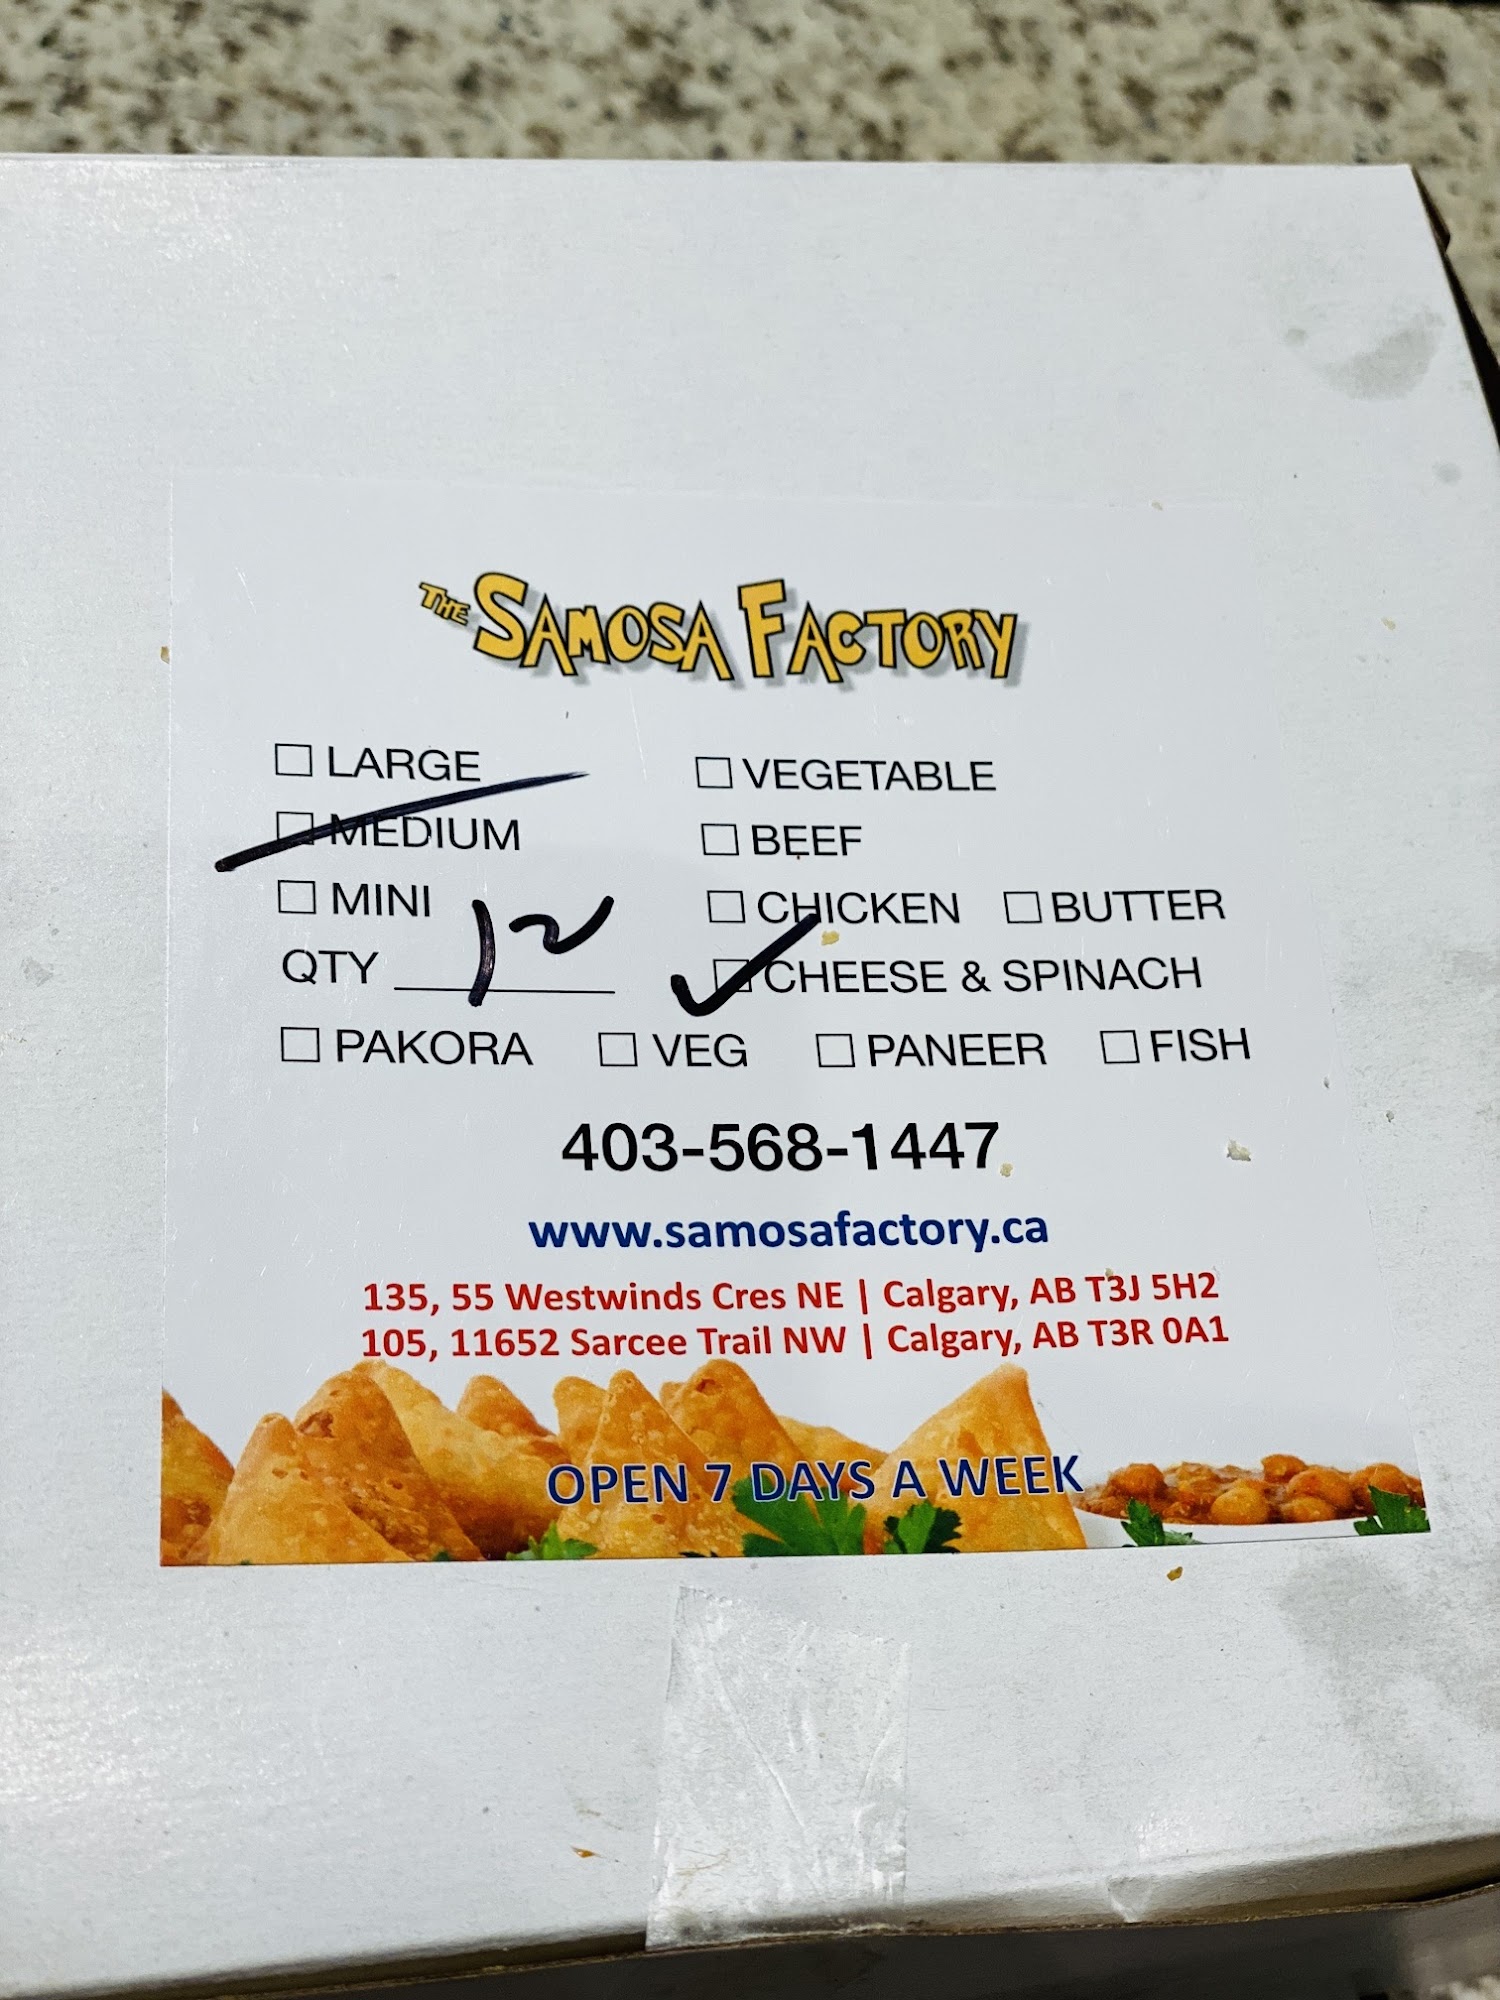 THE SAMOSA FACTORY
☐ LARGE ☐ VEGETABLE
☐ MEDIUM ☐ BEEF
☐ MINI ☐ CHICKEN ☐ BUTTER
QTY 12 ☑ CHEESE & SPINACH
☐ PAKORA ☐ VEG ☐ PANEER ☐ FISH
403-568-1447
www.samosafactory.ca
135, 55 Westwinds Cres NE | Calgary, AB T3J 5H2
105, 11652 Sarcee Trail NW | Calgary, AB T3R 0A1
OPEN 7 DAYS A WEEK